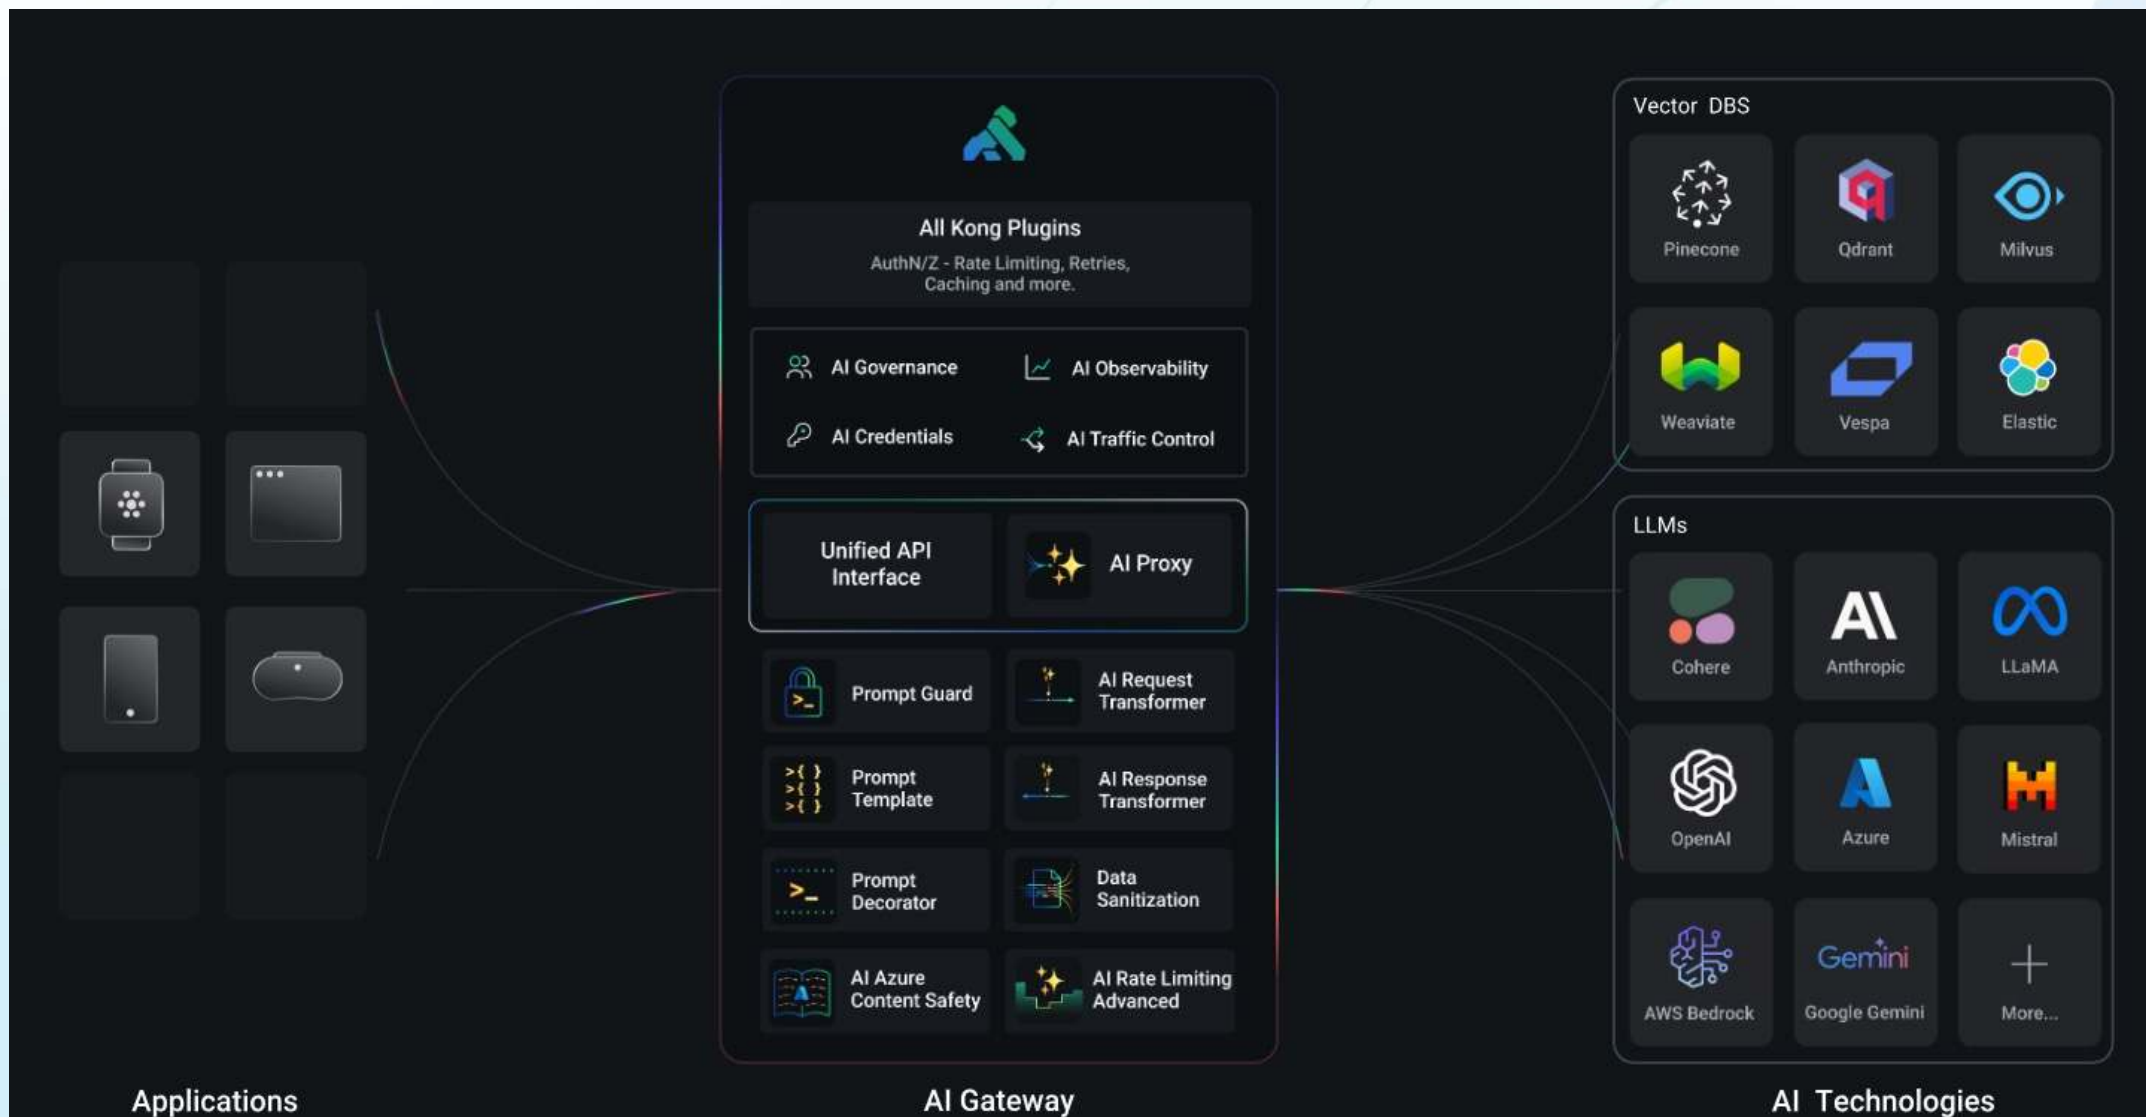 All Kong Plugins
AuthN/Z - Rate Limiting, Retries,
Caching and more.
AI Governance
AI Observability
AI Credentials
AI Traffic Control
Unified API
Interface
AI Proxy
Prompt Guard
AI Request
Transformer
Prompt
Template
AI Response
Transformer
Prompt
Decorator
Data
Sanitization
AI Azure
Content Safety
AI Rate Limiting
Advanced
Vector DBS
Pinecone
Qdrant
Milvus
Weaviate
Vespa
Elastic
LLMs
Cohere
Anthropic
LLaMA
OpenAI
Azure
Mistral
AWS Bedrock
Gemini
Google Gemini
More...
Applications
AI Gateway
AI Technologies